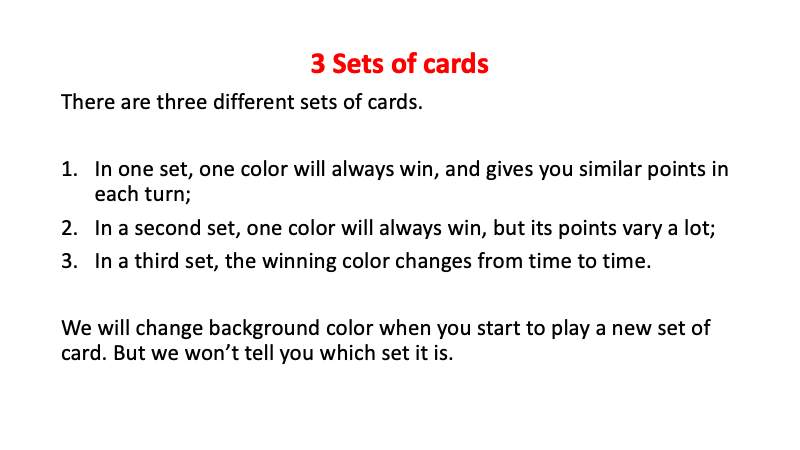 3 Sets of cards
There are three different sets of cards.
1. In one set, one color will always win, and gives you similar points in
each turn;
2. In a second set, one color will always win, but its points vary a lot;
3. In a third set, the winning color changes from time to time.
We will change background color when you start to play a new set of
card. But we won’t tell you which set it is.